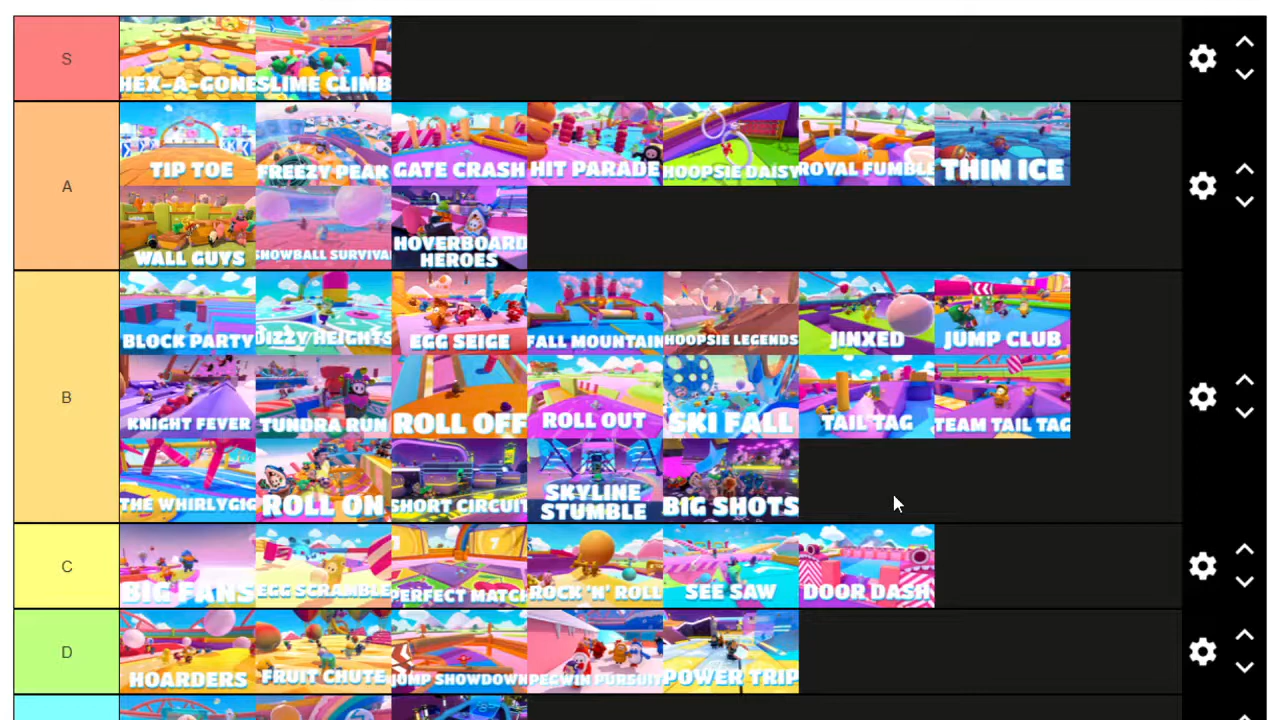 S
HEX-A-GONE
SLIME CLIMB
A
TIP TOE
FREEZY PEAK
GATE CRASH
HIT PARADE
HOOPSIE DAISY
ROYAL FUMBLE
THIN ICE
WALL GUYS
SNOWBALL SURVIVAL
HOVERBOARD
HEROES
B
BLOCK PARTY
DIZZY HEIGHTS
EGG SEIGE
FALL MOUNTAIN
HOOPSIE LEGENDS
JINXED
JUMP CLUB
KNIGHT FEVER
TUNDRA RUN
ROLL OFF
ROLL OUT
SKI FALL
TAIL TAG
TEAM TAIL TAG
THE WHIRLYGIG
ROLL ON
SHORT CIRCUIT
SKYLINE
STUMBLE
BIG SHOTS
C
BIG FANS
EGG SCRAMBLE
PERFECT MATCH
ROCK 'N' ROLL
SEE SAW
DOOR DASH
D
HOARDERS
FRUIT CHUTE
JUMP SHOWDOWN
PEGWIN PURSUIT
POWER TRIP